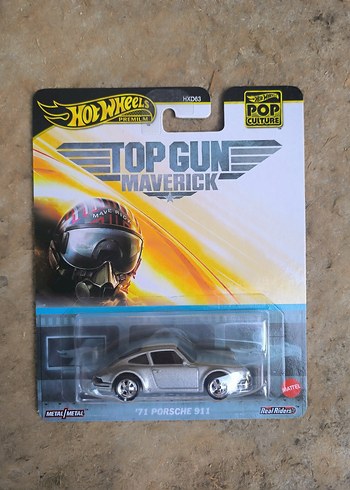 HOT WHEELS
PREMIUM
HXD63
HOT WHEELS
POP
CULTURE
TOP GUN
MAVERICK
MAVERICK
'71 PORSCHE 911
MATTEL
METAL/METAL
Real Riders